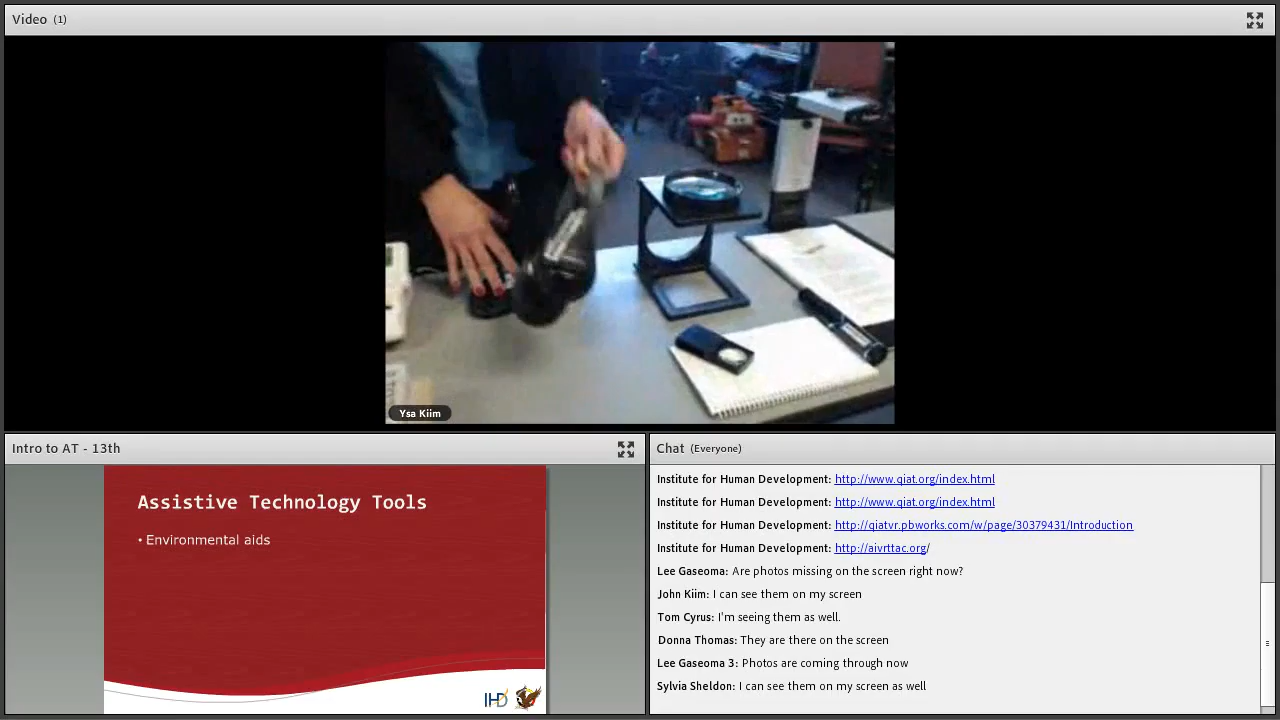 Video (1)
Ysa Kiim
Intro to AT - 13th
Assistive Technology Tools
• Environmental aids
IHD
Chat (Everyone)
Institute for Human Development: http://www.qiat.org/index.html
Institute for Human Development: http://www.qiat.org/index.html
Institute for Human Development: http://qiatvr.pbworks.com/w/page/30379431/Introduction
Institute for Human Development: http://aivrttac.org/
Lee Gaseoma: Are photos missing on the screen right now?
John Kiim: I can see them on my screen
Tom Cyrus: I'm seeing them as well.
Donna Thomas: They are there on the screen
Lee Gaseoma 3: Photos are coming through now
Sylvia Sheldon: I can see them on my screen as well